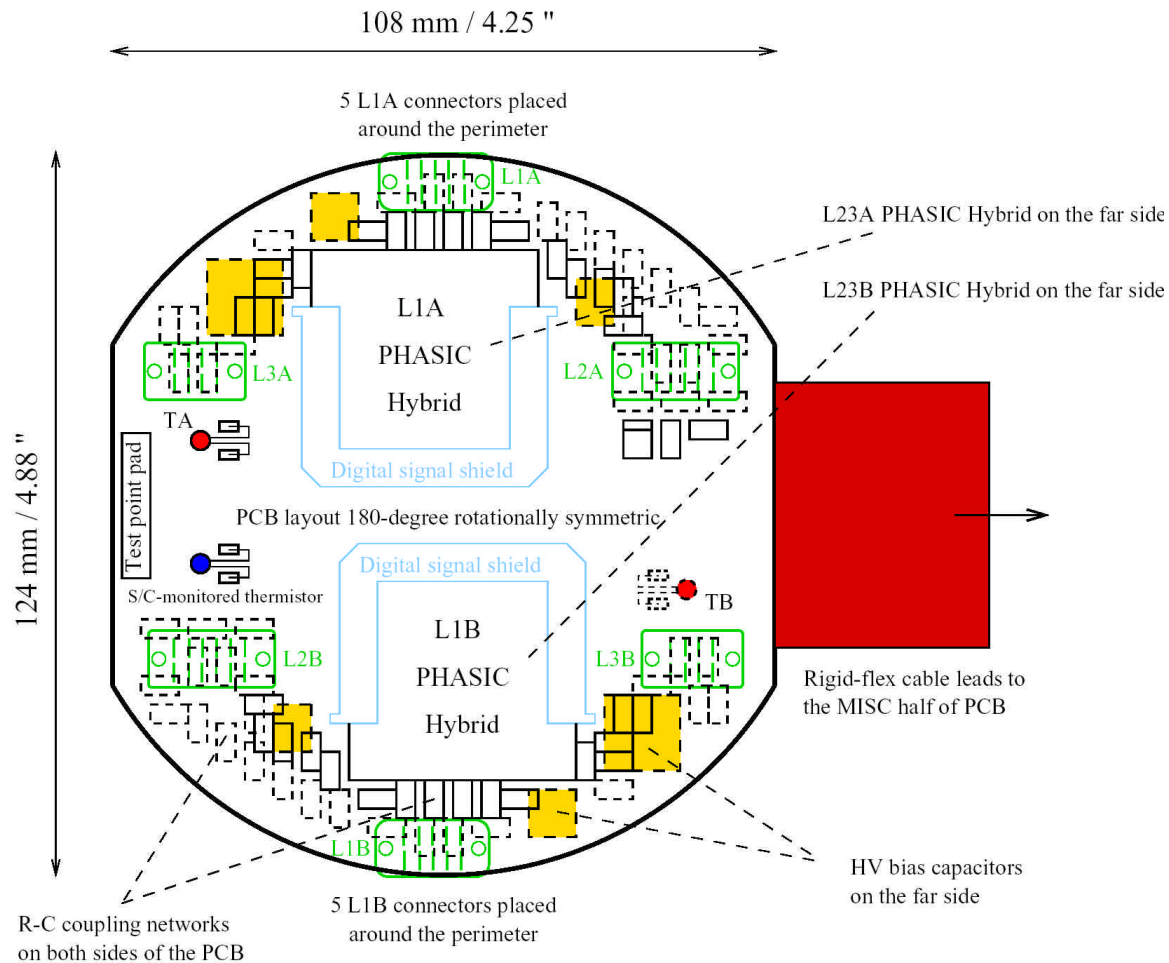 108 mm / 4.25 "
5 L1A connectors placed
around the perimeter
L1A
L23A PHASIC Hybrid on the far side
L23B PHASIC Hybrid on the far side
L1A
PHASIC
Hybrid
L3A
L2A
TA
Digital signal shield
Test point pad
124 mm / 4.88 "
PCB layout 180-degree rotationally symmetric
Digital signal shield
S/C-monitored thermistor
TB
L1B
PHASIC
Hybrid
L2B
L3B
Rigid-flex cable leads to
the MISC half of PCB
L1B
HV bias capacitors
on the far side
5 L1B connectors placed
around the perimeter
R-C coupling networks
on both sides of the PCB